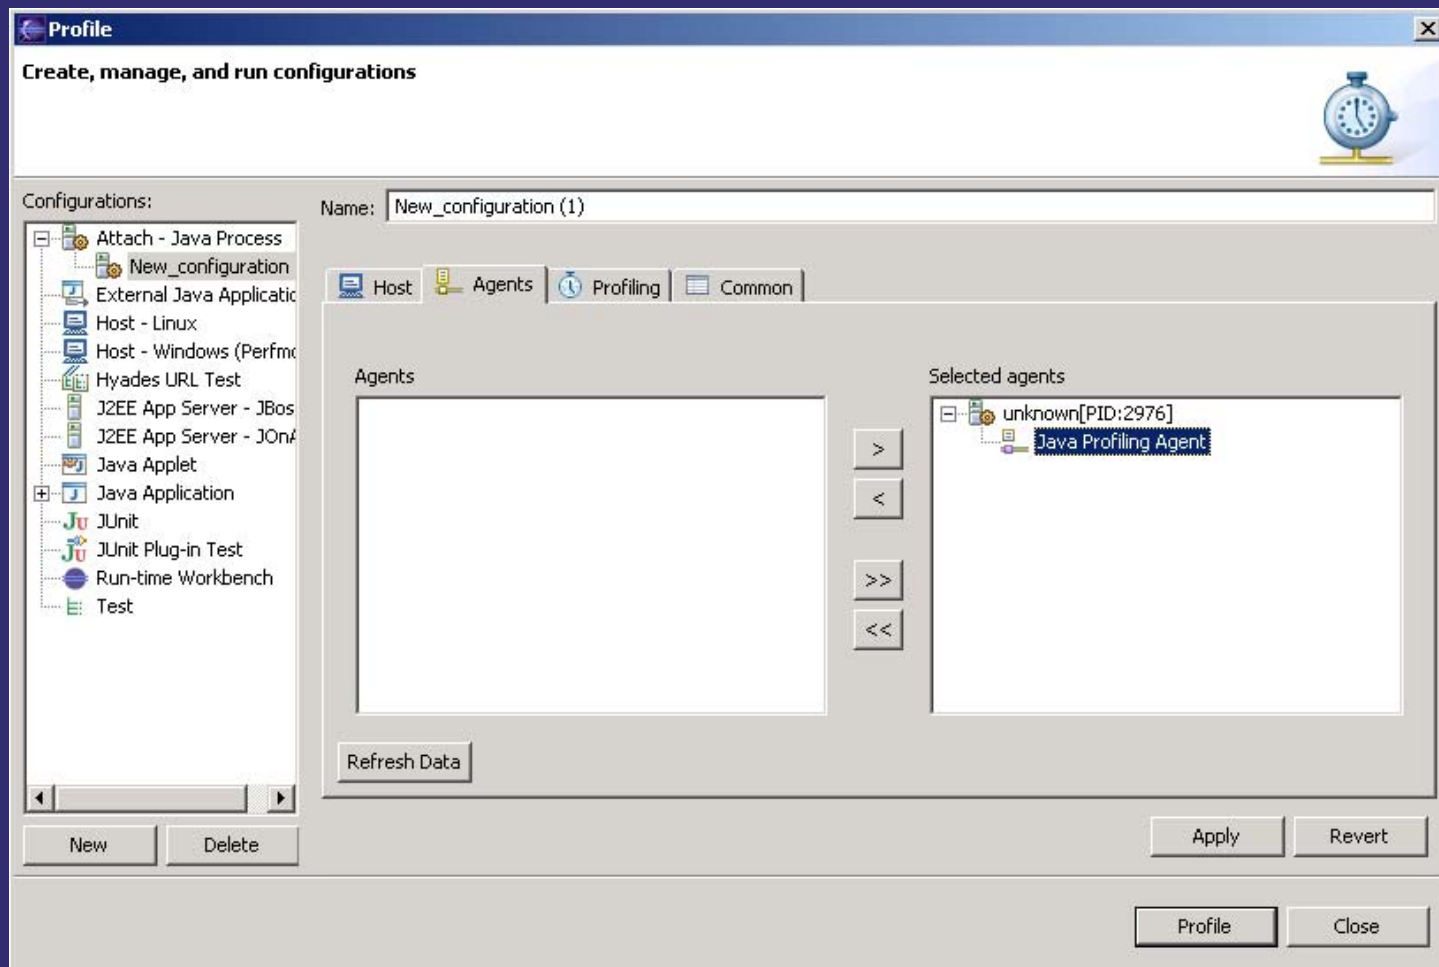 Profile
Create, manage, and run configurations
Configurations:
Name: New_configuration (1)
Attach - Java Process
New_configuration
External Java Applicatic
Host - Linux
Host - Windows (Perfmo
Hyades URL Test
J2EE App Server - JBos
J2EE App Server - JOnA
Java Applet
Java Application
JUnit
JUnit Plug-in Test
Run-time Workbench
Test
New Delete
Host Agents Profiling Common
Agents
Selected agents
unknown[PID:2976]
Java Profiling Agent
>
<
>>
<<
Refresh Data
Apply Revert
Profile Close